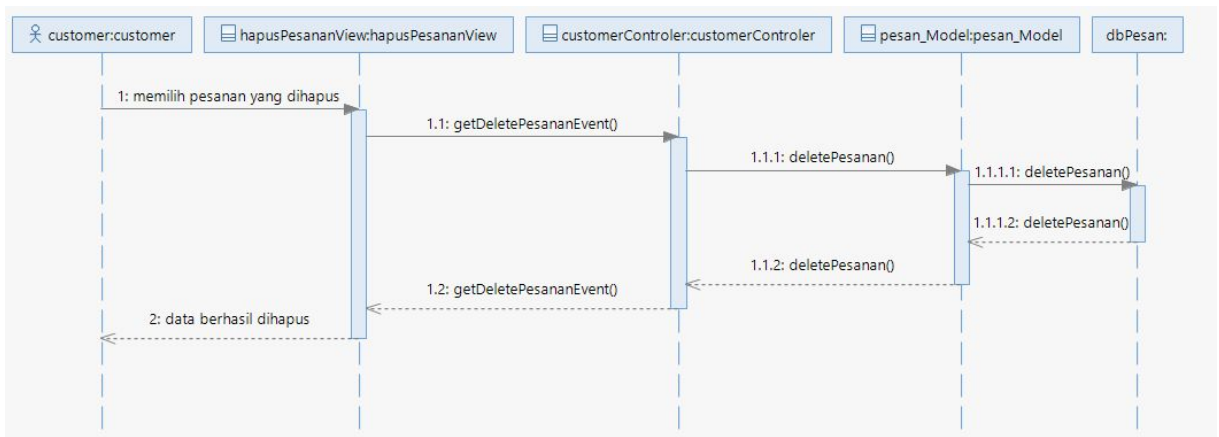 customer:customer
hapusPesananView:hapusPesananView
customerControler:customerControler
pesan_Model:pesan_Model
dbPesan:
1: memilih pesanan yang dihapus
1.1: getDeletePesananEvent()
1.1.1: deletePesanan()
1.1.1.1: deletePesanan()
1.1.1.2: deletePesanan()
1.1.2: deletePesanan()
1.2: getDeletePesananEvent()
2: data berhasil dihapus